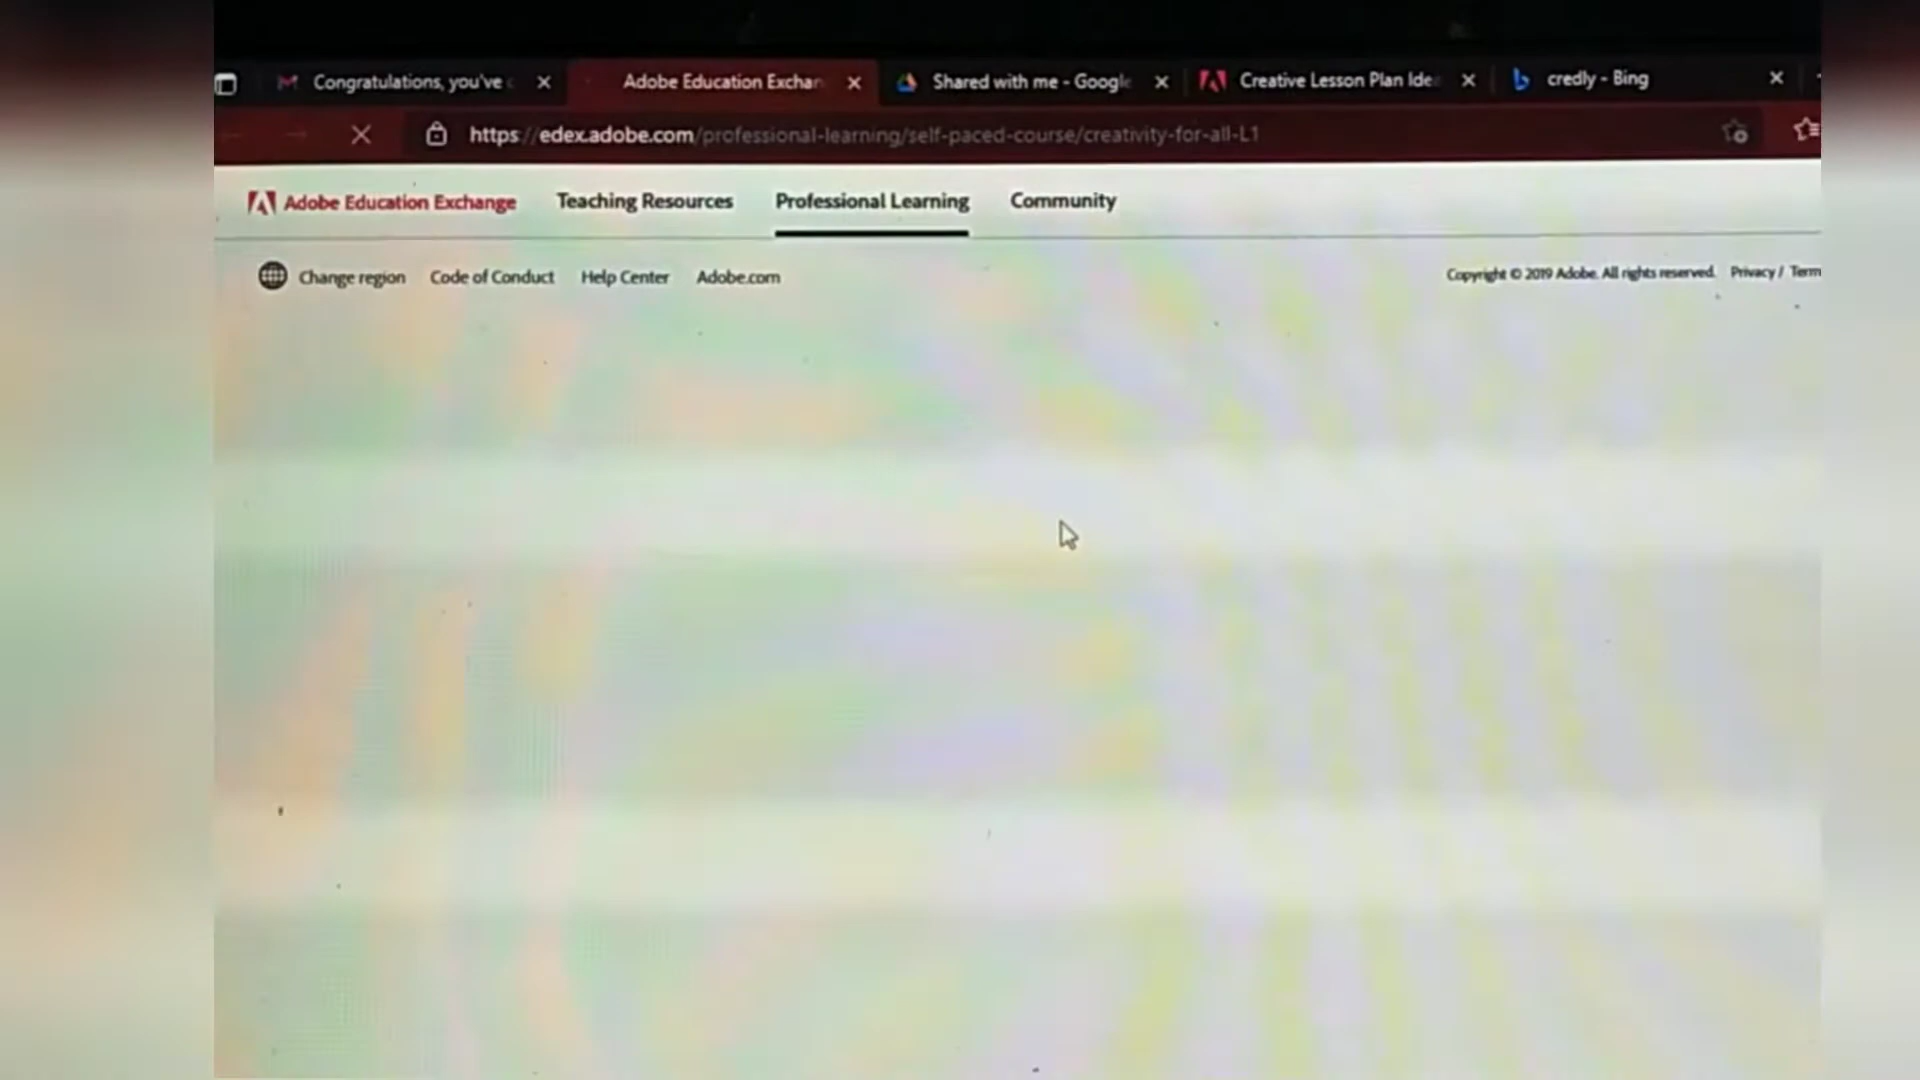 Congratulations, you've
Adobe Education Exchan
Shared with me - Google
Creative Lesson Plan Ide
credly - Bing
https://edex.adobe.com/professional-learning/self-paced-course/creativity-for-all-L1
Adobe Education Exchange
Teaching Resources
Professional Learning
Community
Change region
Code of Conduct
Help Center
Adobe.com
Copyright © 2019 Adobe. All rights reserved.
Privacy / Term